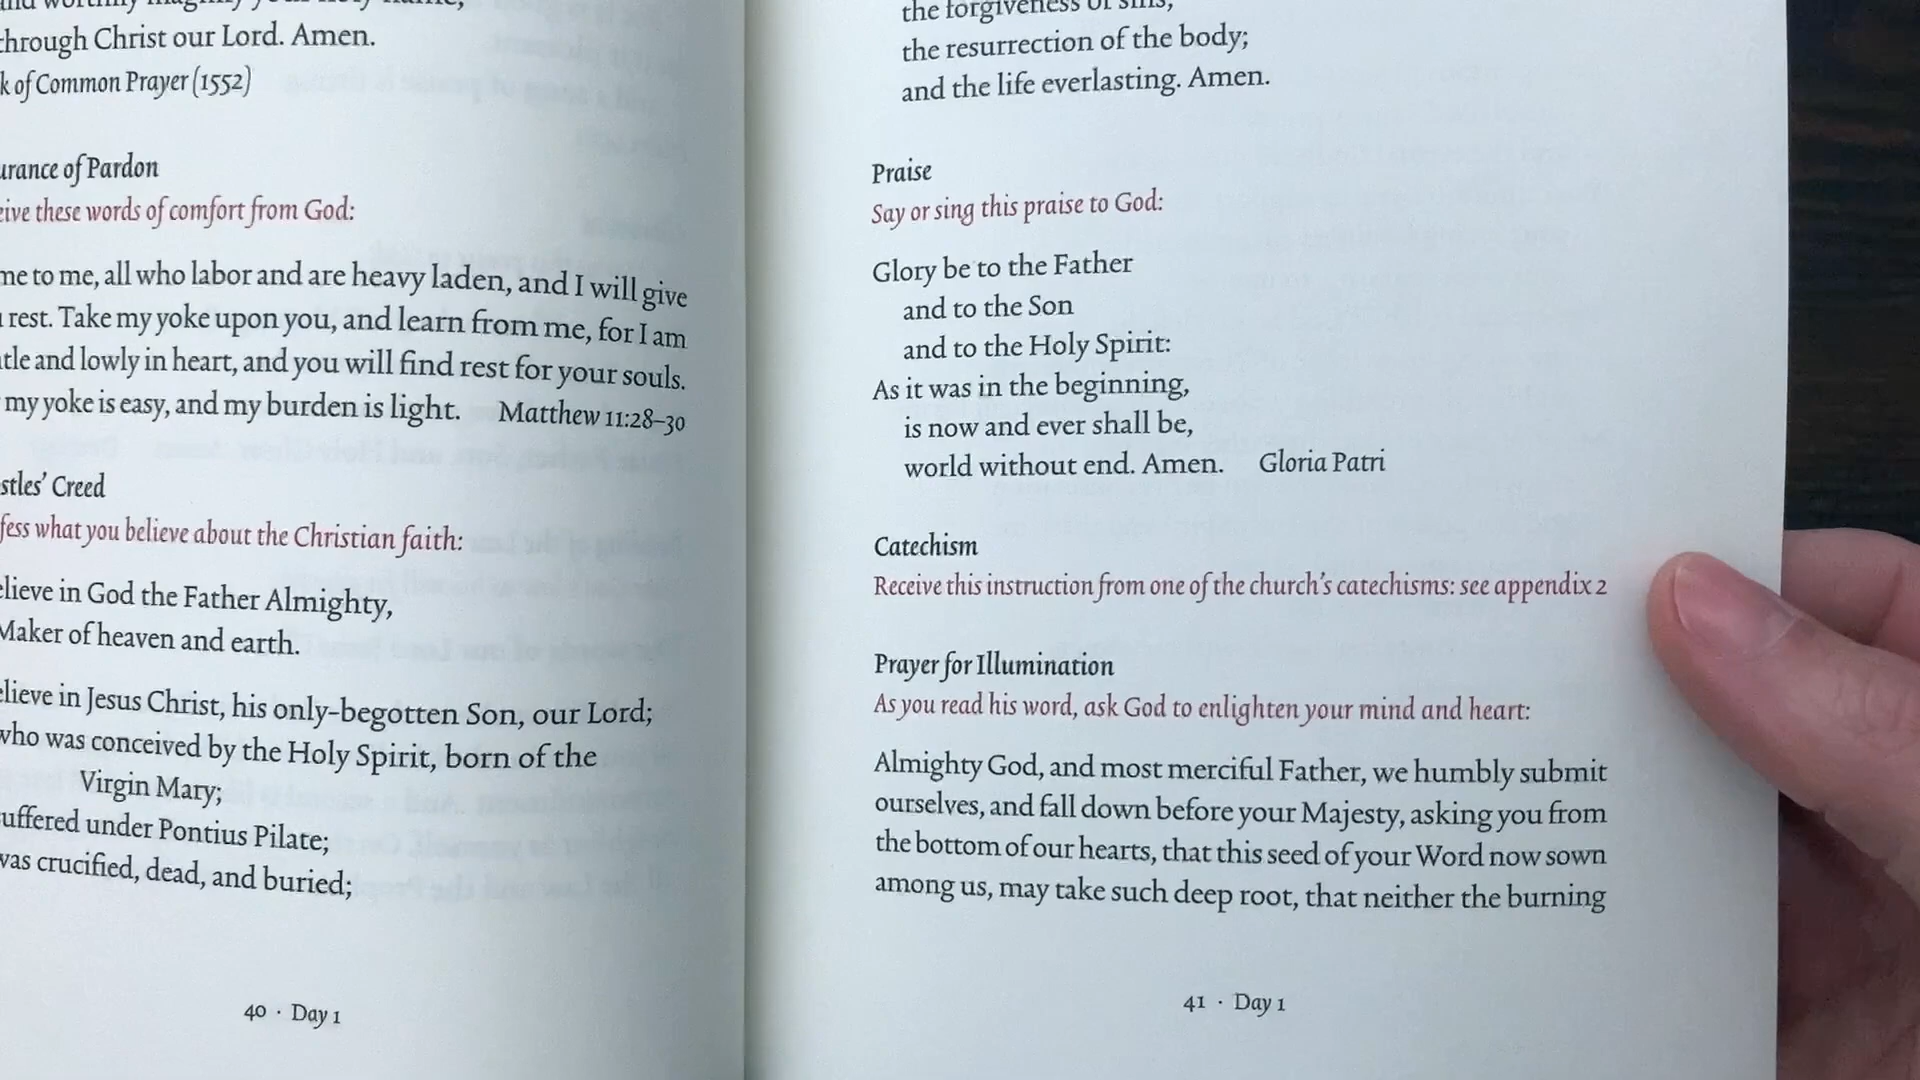 through Christ our Lord. Amen.
of Common Prayer (1552)
of Pardon
these words of comfort from God:
to me, all who labor and are heavy laden, and I will give
rest. Take my yoke upon you, and learn from me, for I am
and lowly in heart, and you will find rest for your souls.
my yoke is easy, and my burden is light. Matthew 11:28–30
Creed
what you believe about the Christian faith:
in God the Father Almighty,
Maker of heaven and earth.
in Jesus Christ, his only-begotten Son, our Lord;
who was conceived by the Holy Spirit, born of the
Virgin Mary;
suffered under Pontius Pilate;
was crucified, dead, and buried;
40 · Day 1
the forgiveness of sins,
the resurrection of the body;
and the life everlasting. Amen.
Praise
Say or sing this praise to God:
Glory be to the Father
and to the Son
and to the Holy Spirit:
As it was in the beginning,
is now and ever shall be,
world without end. Amen. Gloria Patri
Catechism
Receive this instruction from one of the church's catechisms: see appendix 2
Prayer for Illumination
As you read his word, ask God to enlighten your mind and heart:
Almighty God, and most merciful Father, we humbly submit
ourselves, and fall down before your Majesty, asking you from
the bottom of our hearts, that this seed of your Word now sown
among us, may take such deep root, that neither the burning
41 · Day 1